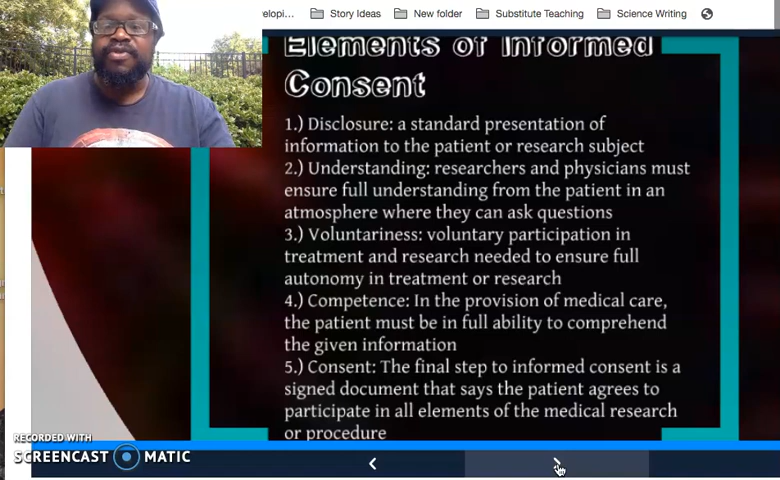 elopi...
Story Ideas
New folder
Substitute Teaching
Science Writing
Elements of Informed
Consent
1.) Disclosure: a standard presentation of
information to the patient or research subject
2.) Understanding: researchers and physicians must
ensure full understanding from the patient in an
atmosphere where they can ask questions
3.) Voluntariness: voluntary participation in
treatment and research needed to ensure full
autonomy in treatment or research
4.) Competence: In the provision of medical care,
the patient must be in full ability to comprehend
the given information
5.) Consent: The final step to informed consent is a
signed document that says the patient agrees to
participate in all elements of the medical research
or procedure
RECORDED WITH
SCREENCAST MATIC